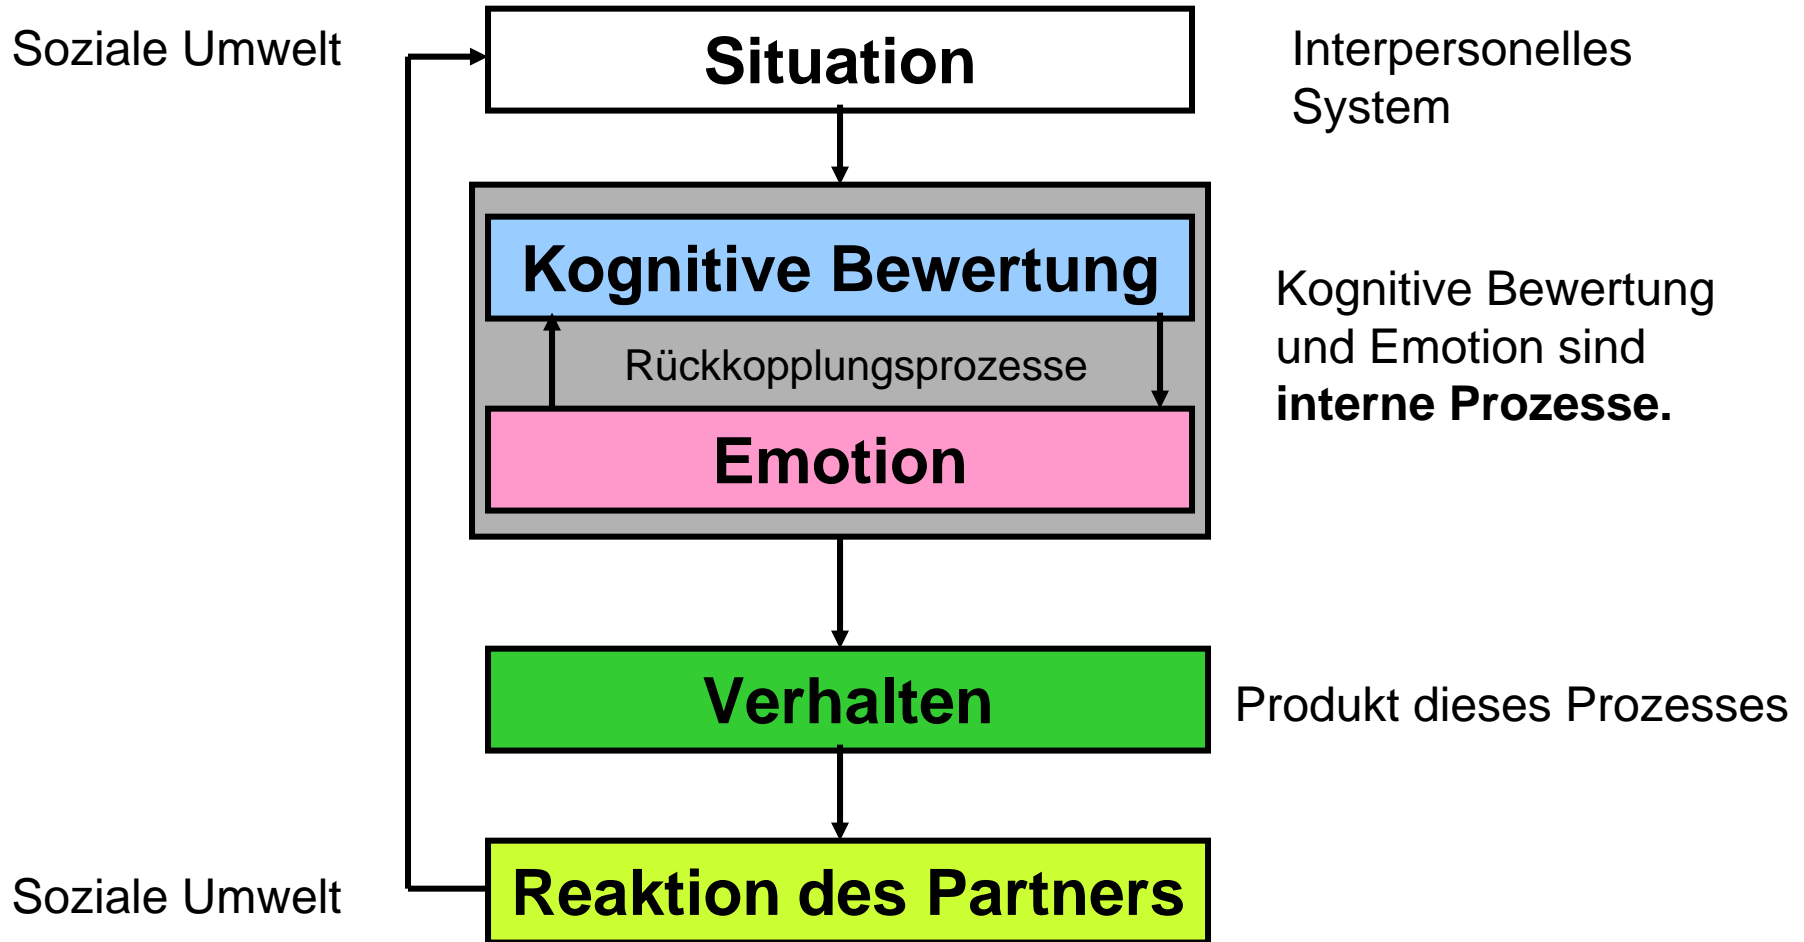 Soziale Umwelt
Situation
Interpersonelles
System
Kognitive Bewertung
Rückkopplungsprozesse
Emotion
Kognitive Bewertung
und Emotion sind
interne Prozesse.
Verhalten
Produkt dieses Prozesses
Soziale Umwelt
Reaktion des Partners